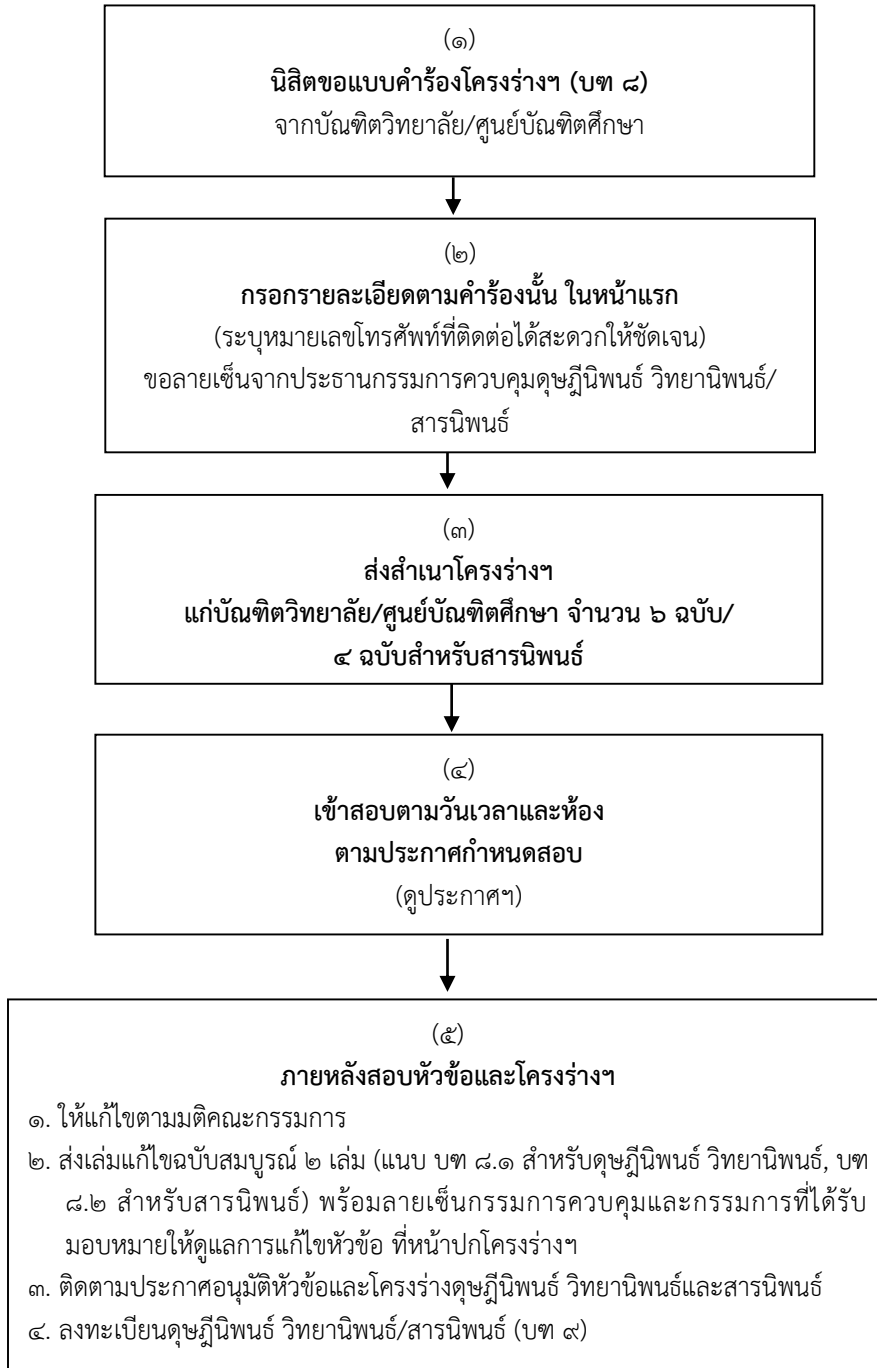 (๑)
นิสิตขอแบบคำร้องโครงร่างฯ (บฑ ๘)
จากบัณฑิตวิทยาลัย/ศูนย์บัณฑิตศึกษา
(๒)
กรอกรายละเอียดตามคำร้องนั้น ในหน้าแรก
(ระบุหมายเลขโทรศัพท์ที่ติดต่อได้สะดวกให้ชัดเจน)
ขอลายเซ็นจากประธานกรรมการควบคุมดุษฎีนิพนธ์ วิทยานิพนธ์/
สารนิพนธ์
(๓)
ส่งสำเนาโครงร่างฯ
แก่บัณฑิตวิทยาลัย/ศูนย์บัณฑิตศึกษา จำนวน ๖ ฉบับ/
๔ ฉบับสำหรับสารนิพนธ์
(๔)
เข้าสอบตามวันเวลาและห้อง
ตามประกาศกำหนดสอบ
(ดูประกาศฯ)
(๕)
ภายหลังสอบหัวข้อและโครงร่างฯ
๑. ให้แก้ไขตามมติคณะกรรมการ
๒. ส่งเล่มแก้ไขฉบับสมบูรณ์ ๒ เล่ม (แนบ บฑ ๘.๑ สำหรับดุษฎีนิพนธ์ วิทยานิพนธ์, บฑ
๘.๒ สำหรับสารนิพนธ์) พร้อมลายเซ็นกรรมการควบคุมและกรรมการที่ได้รับ
มอบหมายให้ดูแลการแก้ไขหัวข้อ ที่หน้าปกโครงร่างฯ
๓. ติดตามประกาศอนุมัติหัวข้อและโครงร่างดุษฎีนิพนธ์ วิทยานิพนธ์และสารนิพนธ์
๔. ลงทะเบียนดุษฎีนิพนธ์ วิทยานิพนธ์/สารนิพนธ์ (บฑ ๙)